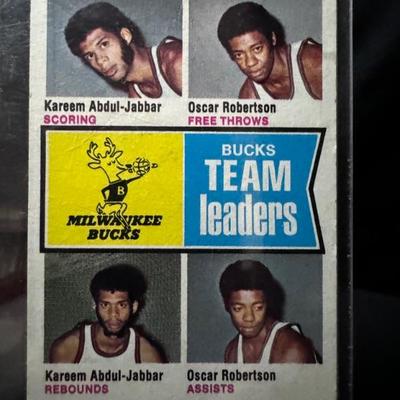 Kareem Abdul-Jabbar
SCORING
Oscar Robertson
FREE THROWS
B
MILWAUKEE
BUCKS
BUCKS
TEAM
leaders
Kareem Abdul-Jabbar
REBOUNDS
Oscar Robertson
ASSISTS